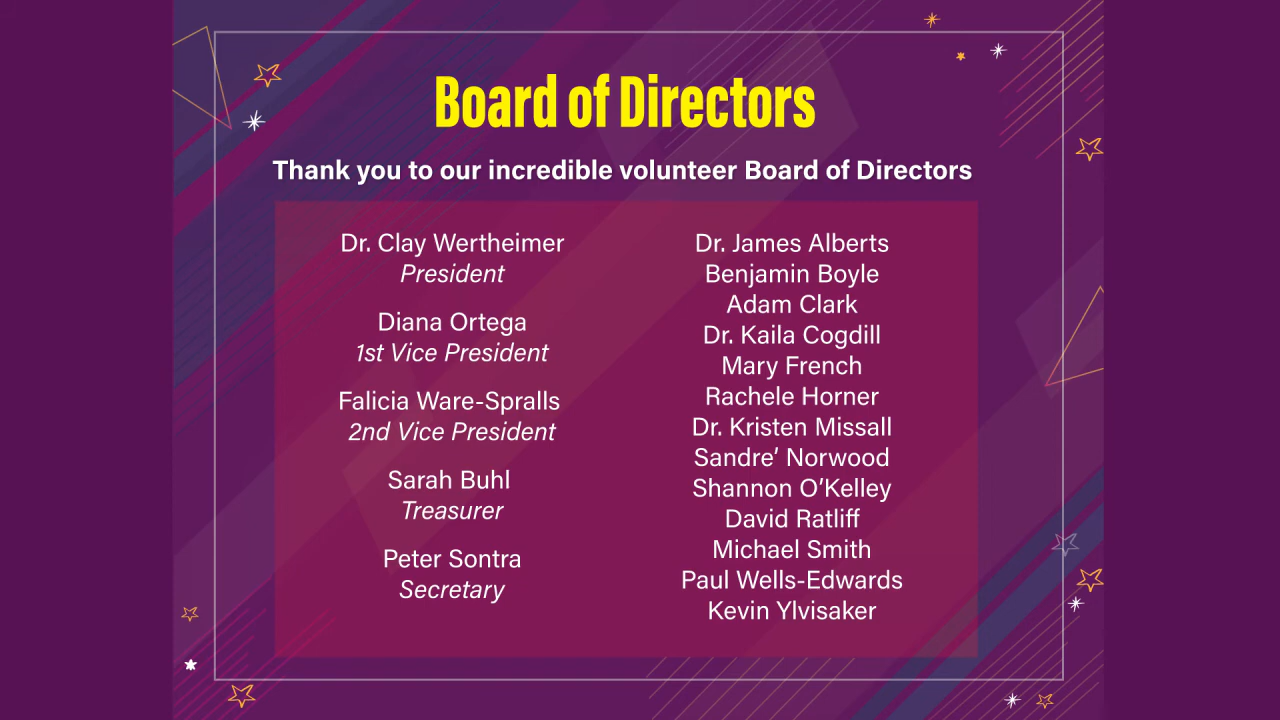 Board of Directors
Thank you to our incredible volunteer Board of Directors
Dr. Clay Wertheimer
President
Diana Ortega
1st Vice President
Falicia Ware-Spralls
2nd Vice President
Sarah Buhl
Treasurer
Peter Sontra
Secretary
Dr. James Alberts
Benjamin Boyle
Adam Clark
Dr. Kaila Cogdill
Mary French
Rachele Horner
Dr. Kristen Missall
Sandre’ Norwood
Shannon O’Kelley
David Ratliff
Michael Smith
Paul Wells-Edwards
Kevin Ylvisaker